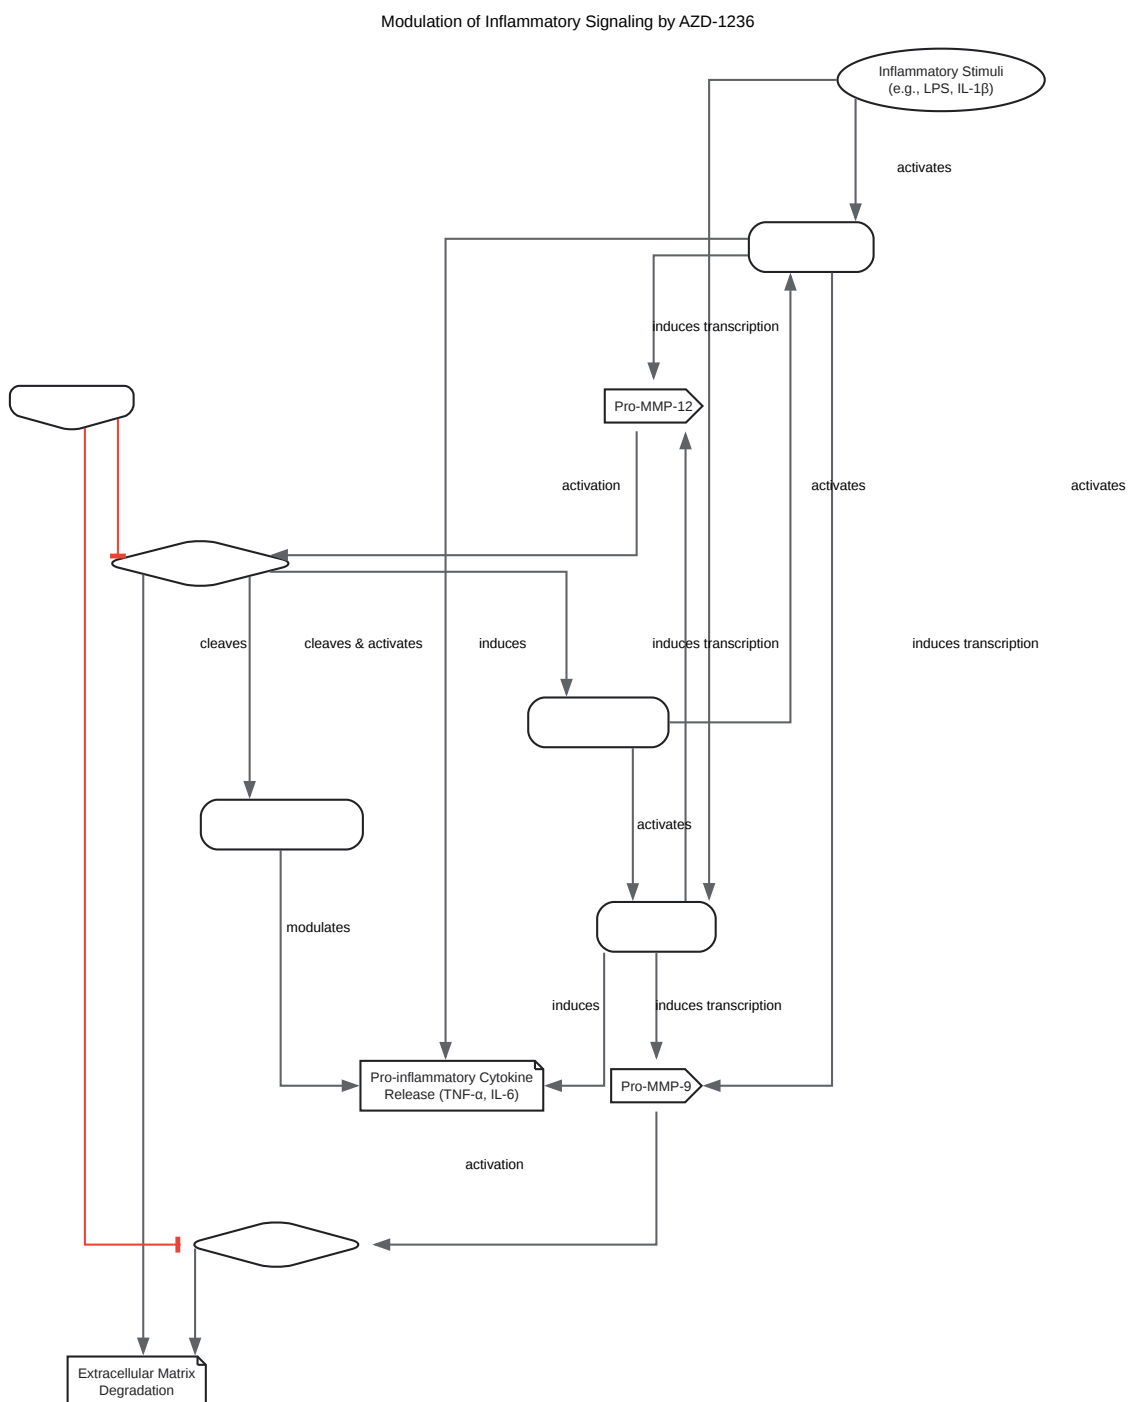 Modulation of Inflammatory Signaling by AZD-1236
Inflammatory Stimuli
(e.g., LPS, IL-1β)
activates
induces transcription
Pro-MMP-12
activation
activates
activates
cleaves
cleaves & activates
induces
induces transcription
induces transcription
activates
modulates
induces
induces transcription
Pro-inflammatory Cytokine
Release (TNF-α, IL-6)
Pro-MMP-9
activation
Extracellular Matrix
Degradation